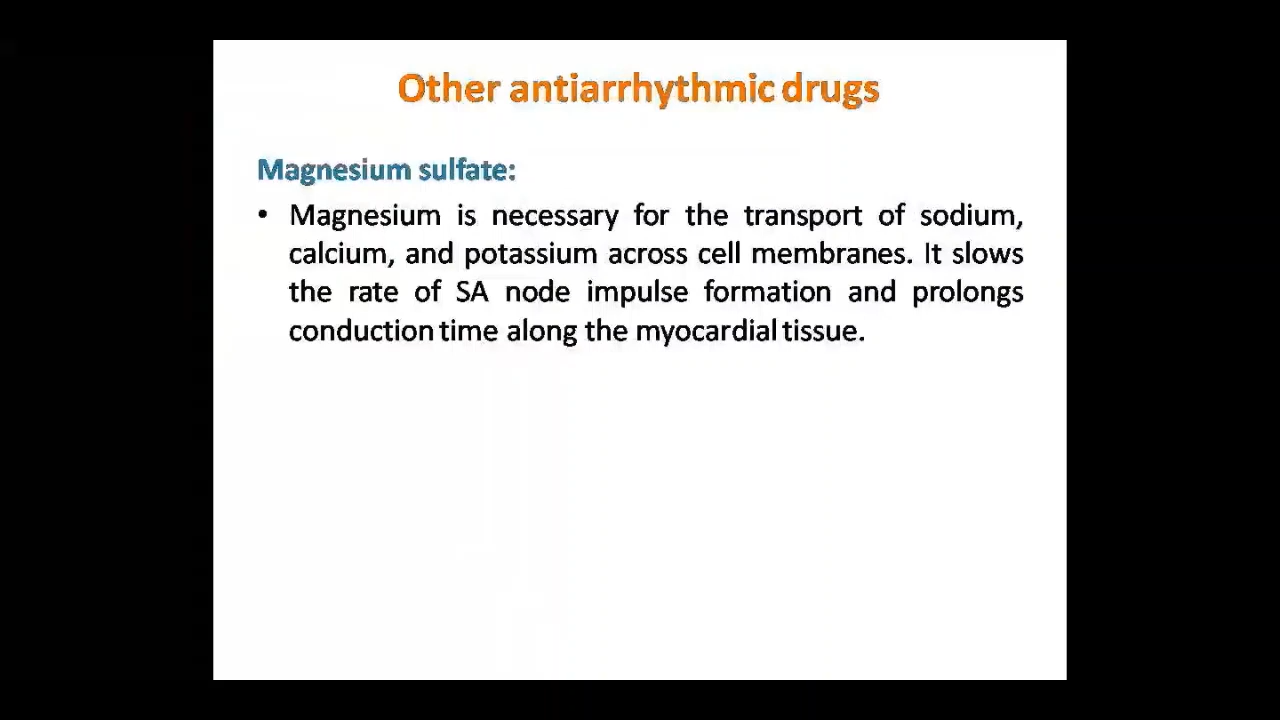 Other antiarrhythmic drugs
Magnesium sulfate:
• Magnesium is necessary for the transport of sodium,
calcium, and potassium across cell membranes. It slows
the rate of SA node impulse formation and prolongs
conduction time along the myocardial tissue.